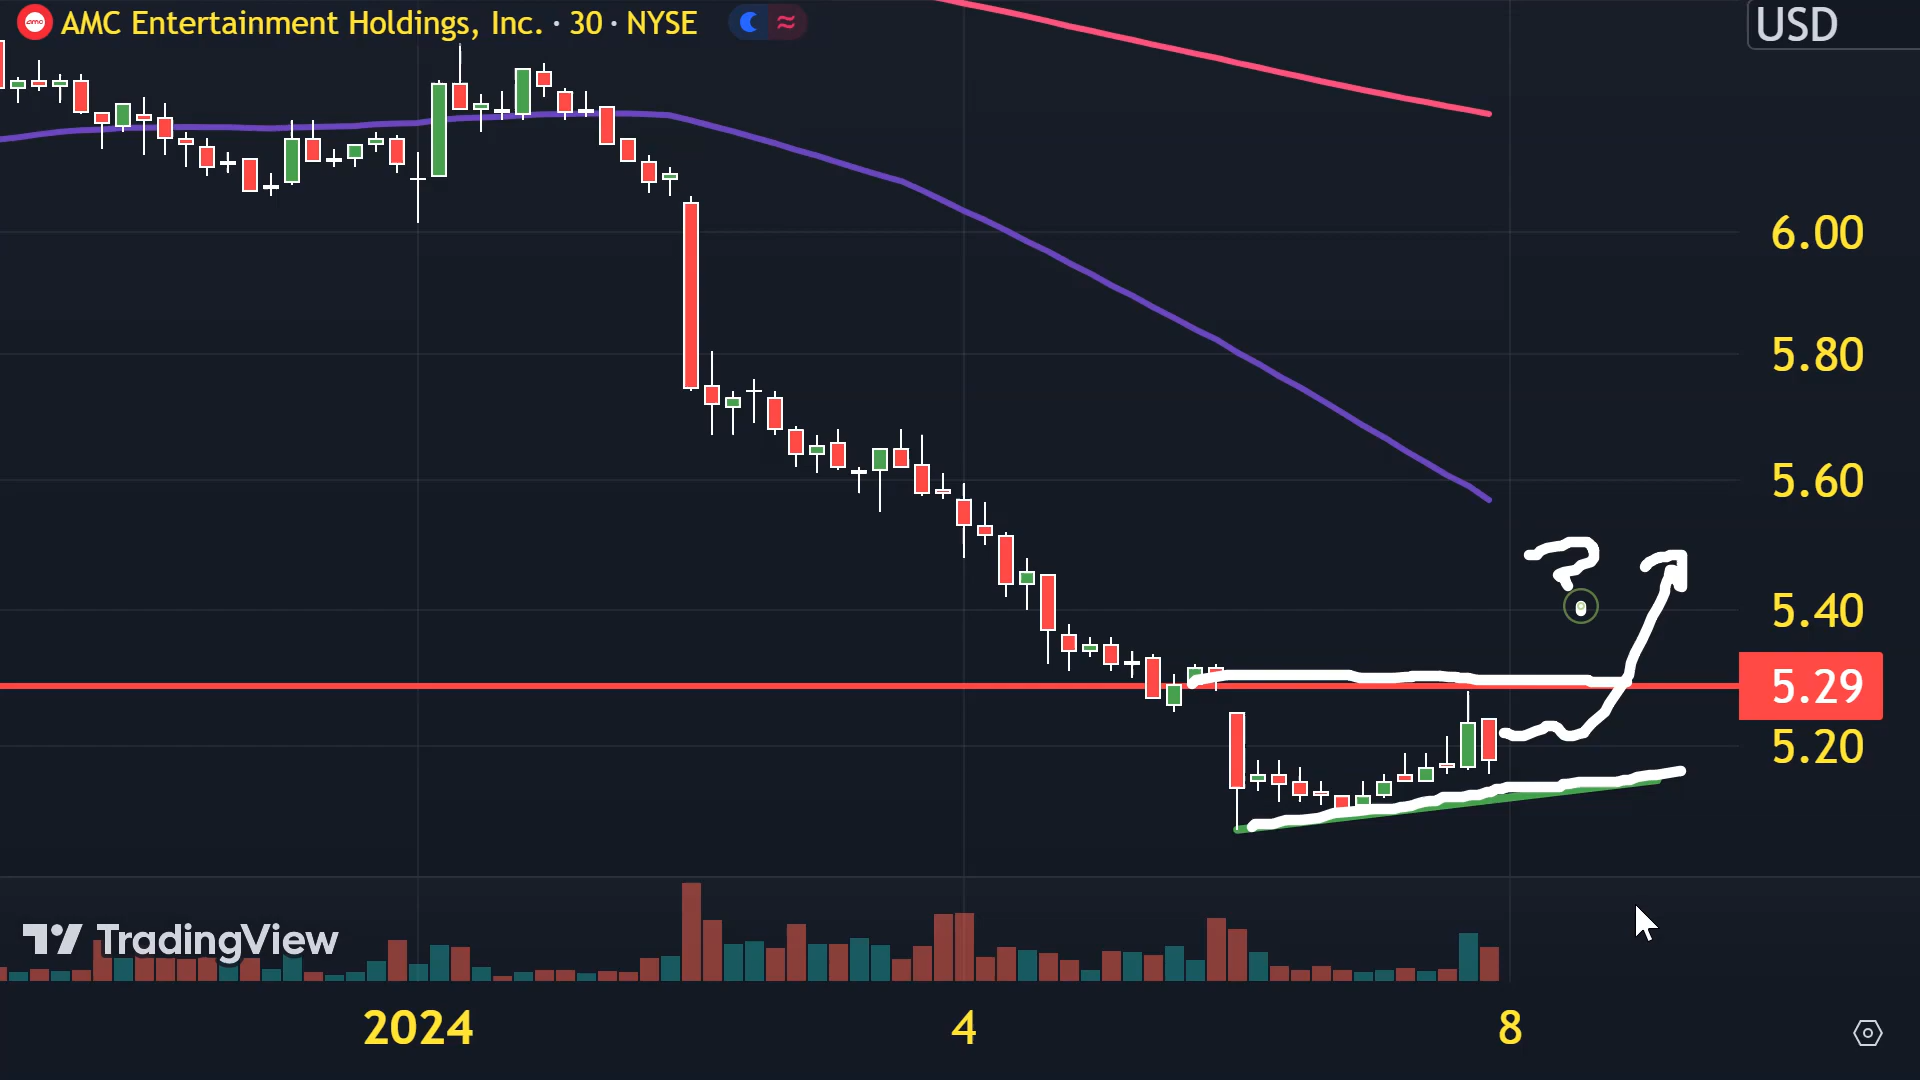 AMC Entertainment Holdings, Inc. · 30 · NYSE
USD
6.00
5.80
5.60
?
5.40
5.29
5.20
TradingView
2024 4 8